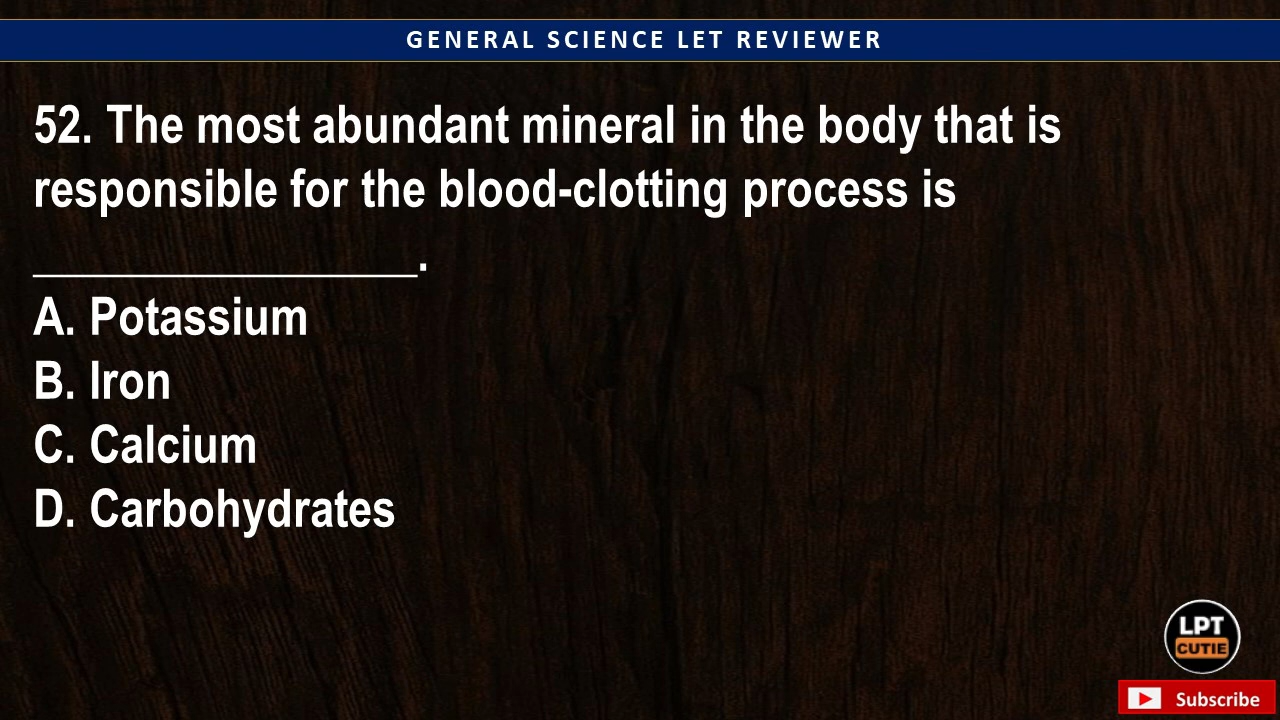 GENERAL SCIENCE LET REVIEWER
52. The most abundant mineral in the body that is
responsible for the blood-clotting process is
________________.
A. Potassium
B. Iron
C. Calcium
D. Carbohydrates
LPT
CUTIE
Subscribe